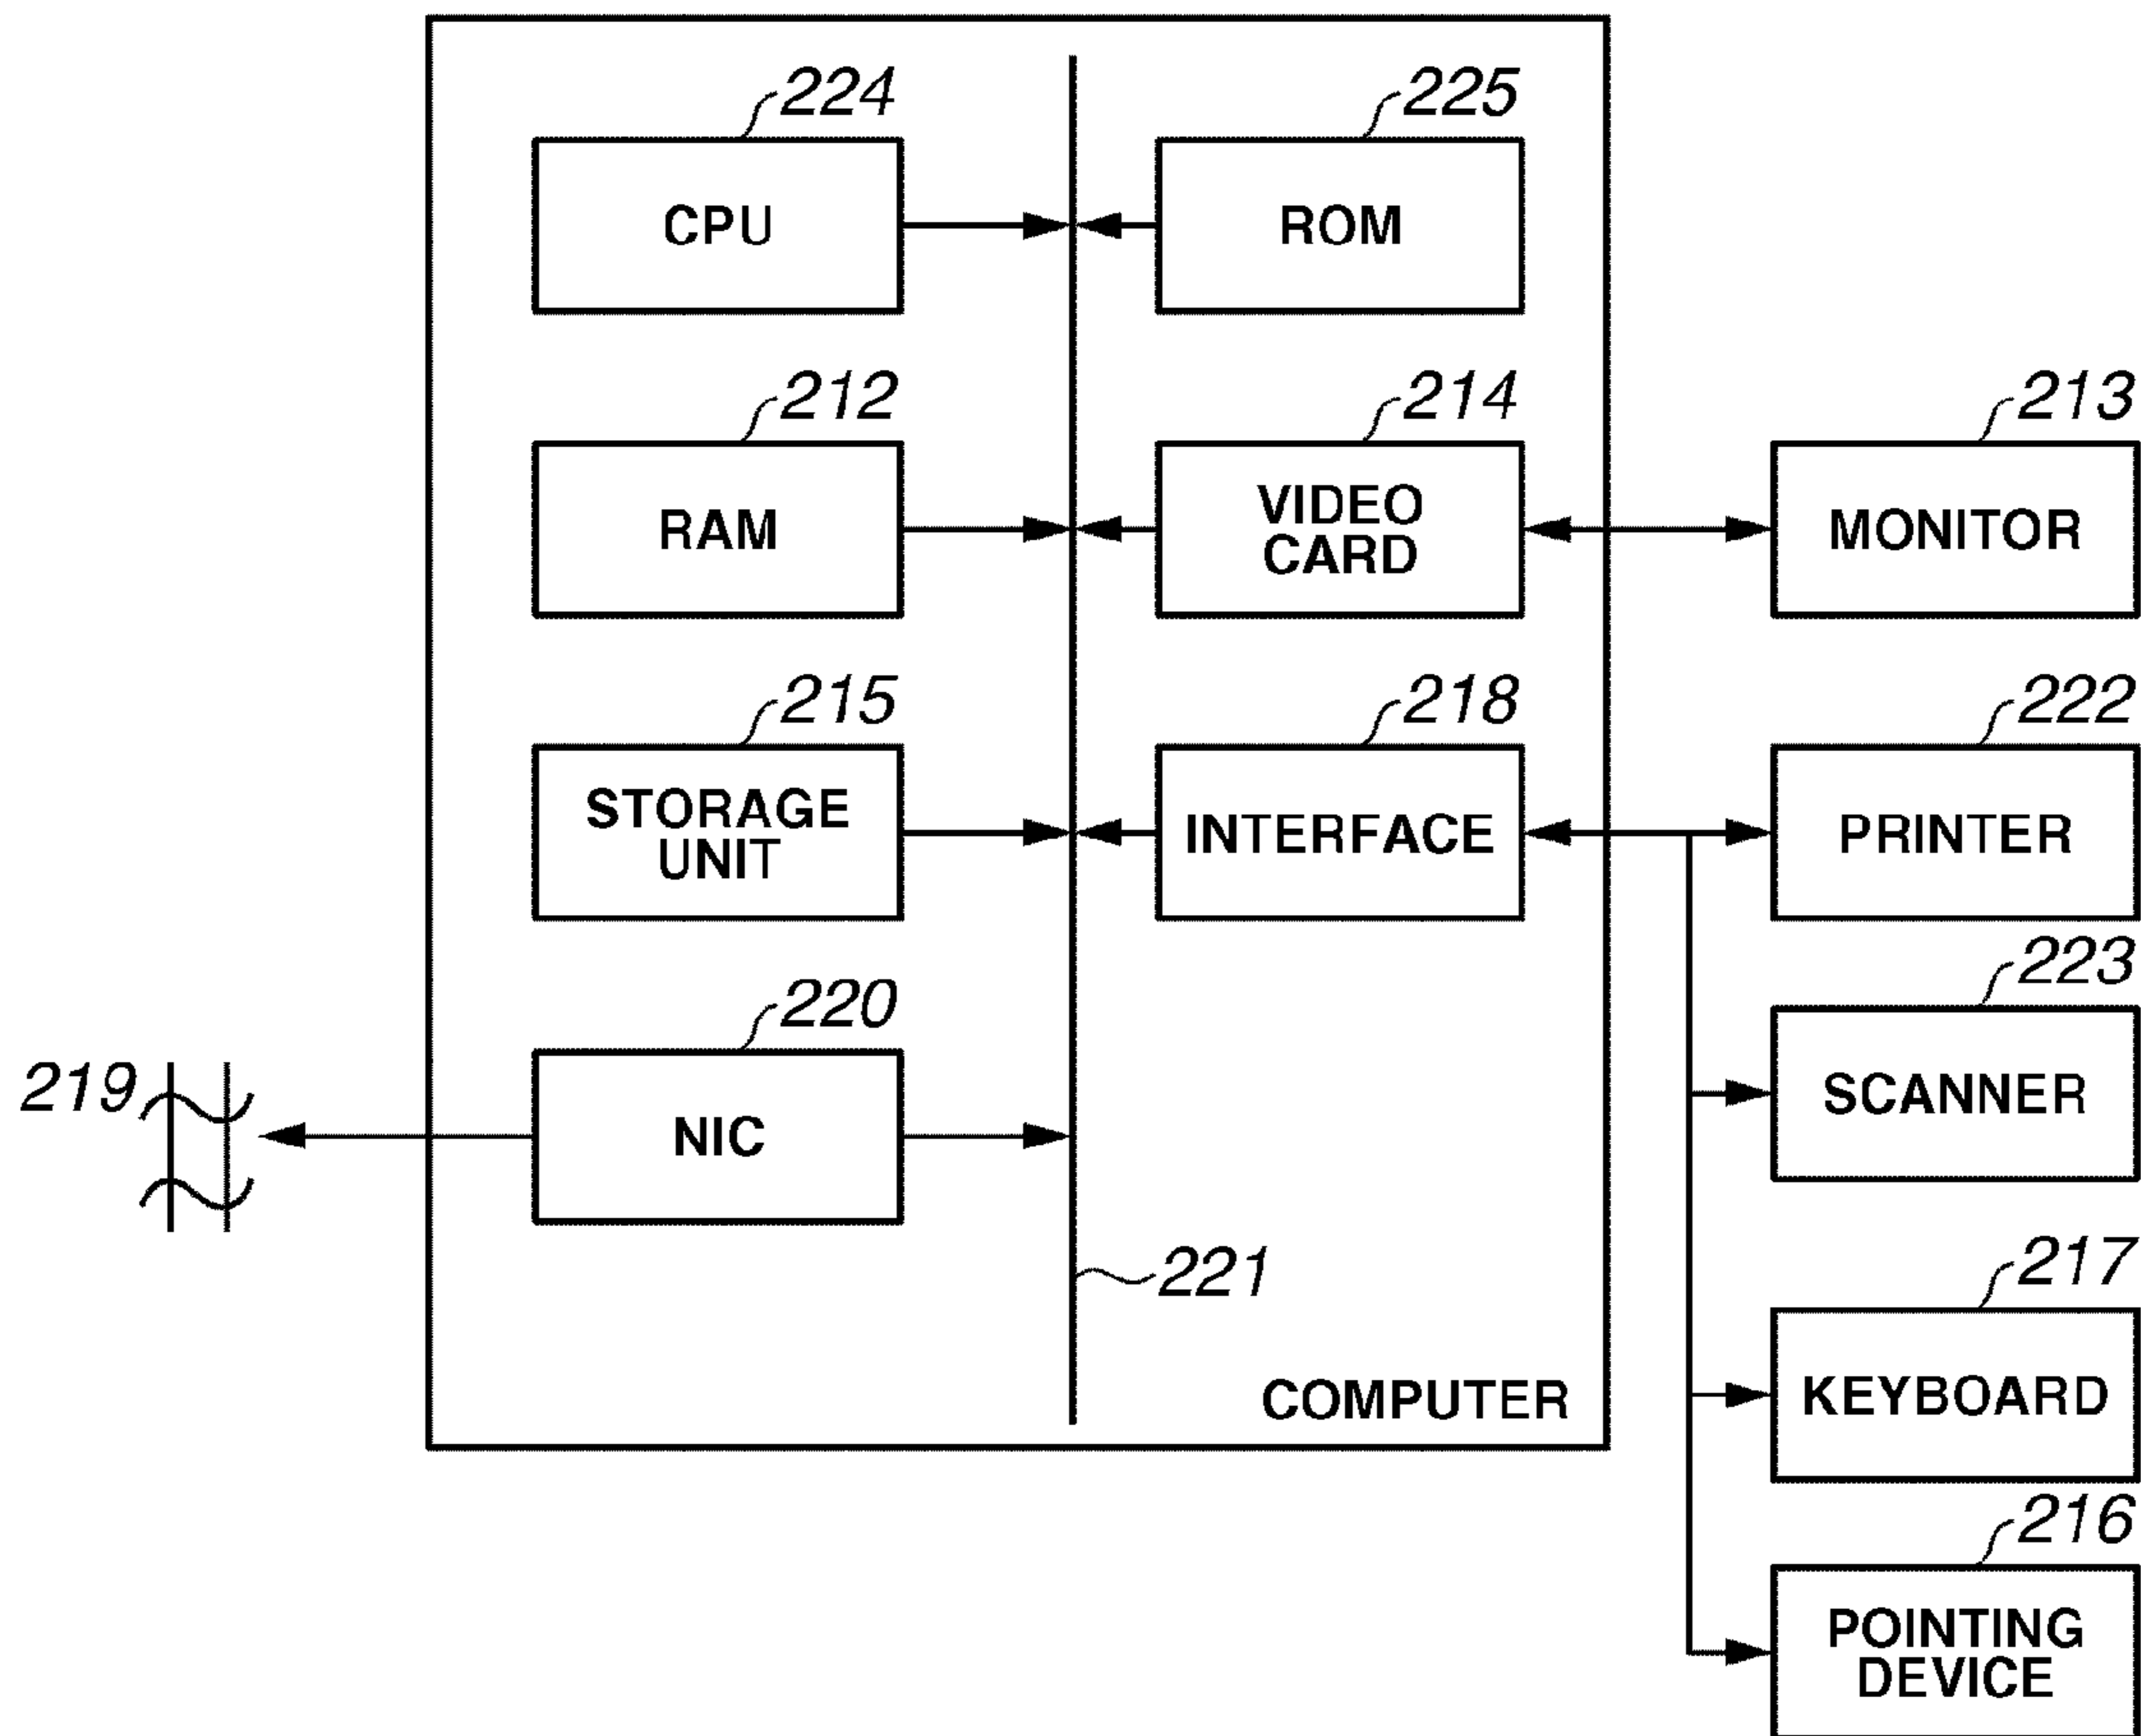 224
CPU
225
ROM
212
RAM
214
VIDEO
CARD
213
MONITOR
215
STORAGE
UNIT
218
INTERFACE
222
PRINTER
223
SCANNER
220
NIC
219
221
217
KEYBOARD
COMPUTER
216
POINTING
DEVICE